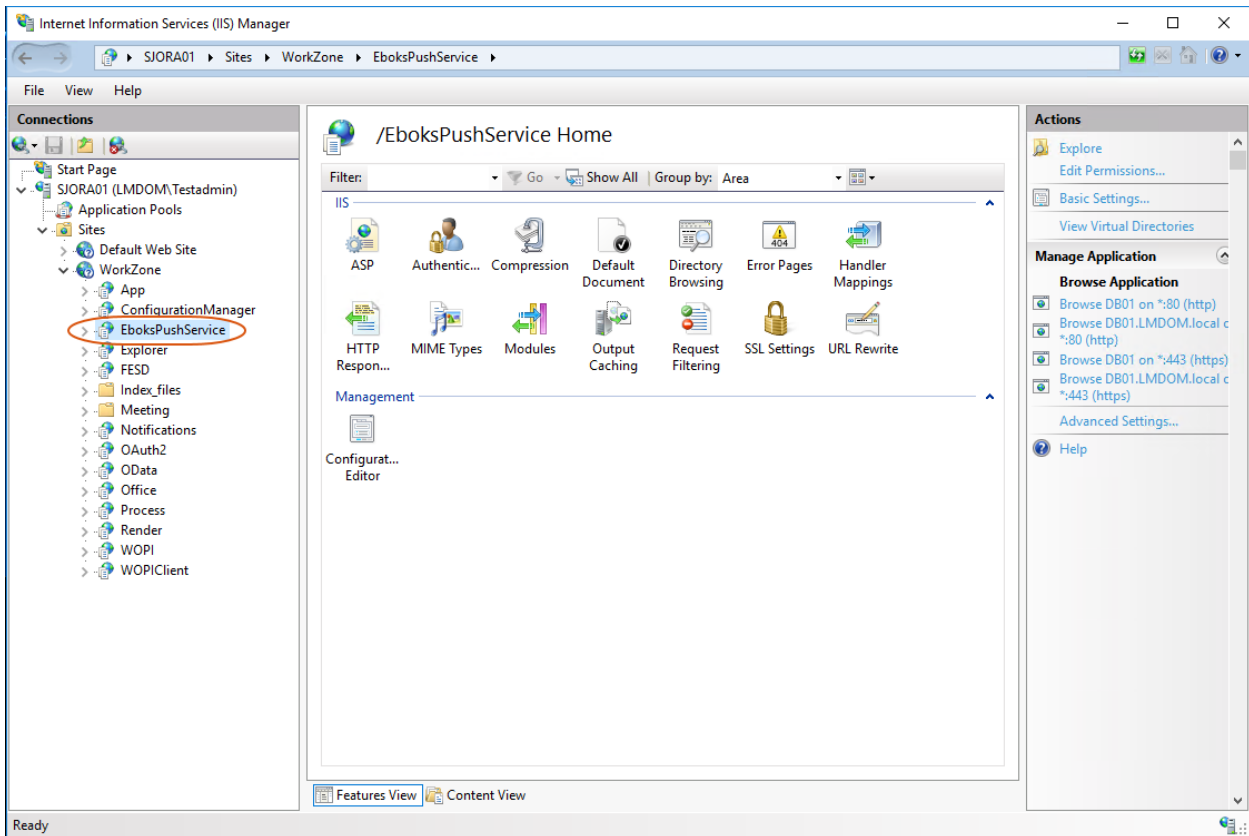 Internet Information Services (IIS) Manager
SJORA01 Sites WorkZone EboksPushService
File View Help
Connections
Start Page
SJORA01 (LMDOM\Testadmin)
Application Pools
Sites
Default Web Site
WorkZone
App
ConfigurationManager
EboksPushService
Explorer
FESD
Index_files
Meeting
Notifications
OAuth2
OData
Office
Process
Render
WOPI
WOPIClient
/EboksPushService Home
Filter: Go Show All Group by: Area
IIS
ASP Authentic... Compression Default Directory Error Pages Handler
Document Browsing Mappings
HTTP MIME Types Modules Output Request SSL Settings URL Rewrite
Respon... Caching Filtering
Management
Configurat...
Editor
Features View Content View
Actions
Explore
Edit Permissions...
Basic Settings...
View Virtual Directories
Manage Application
Browse Application
Browse DB01 on *:80 (http)
Browse DB01.LMDOM.local c
*:80 (http)
Browse DB01 on *:443 (https)
Browse DB01.LMDOM.local c
*:443 (https)
Advanced Settings...
Help
Ready